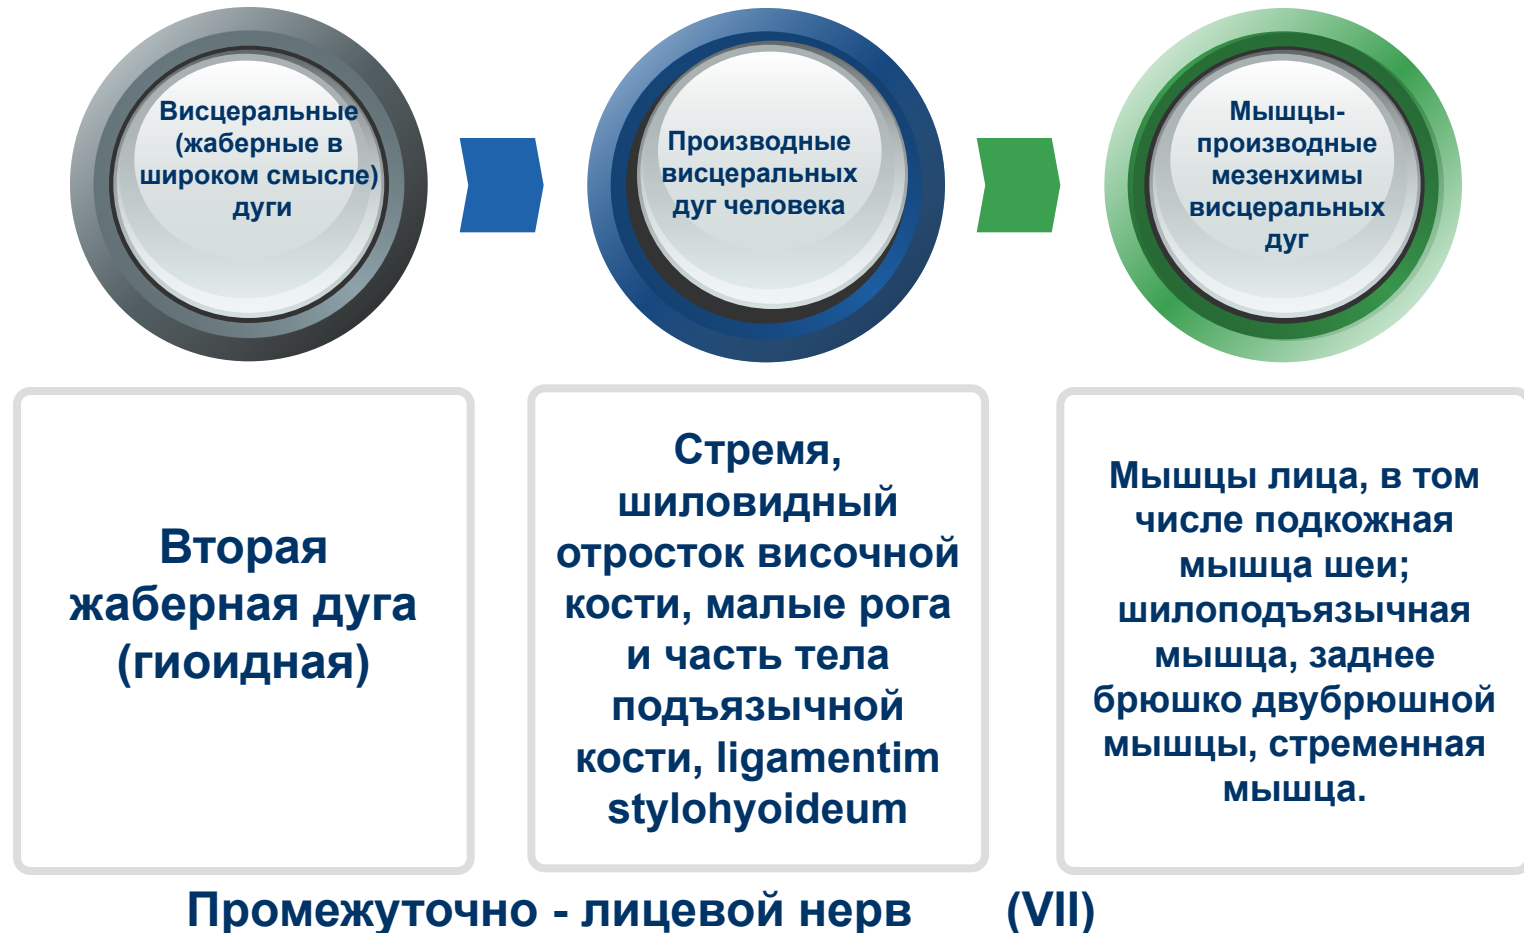 Висцеральные
(жаберные в
широком смысле)
дуги
Производные
висцеральных
дуг человека
Мышцы-
производные
мезенхимы
висцеральных
дуг
Вторая
жаберная дуга
(гиоидная)
Стремя,
шиловидный
отросток височной
кости, малые рога
и часть тела
подъязычной
кости, ligamentim
stylohyoideum
Мышцы лица, в том
числе подкожная
мышца шеи;
шилоподъязычная
мышца, заднее
брюшко двубрюшной
мышцы, стременная
мышца.
Промежуточно - лицевой нерв (VII)